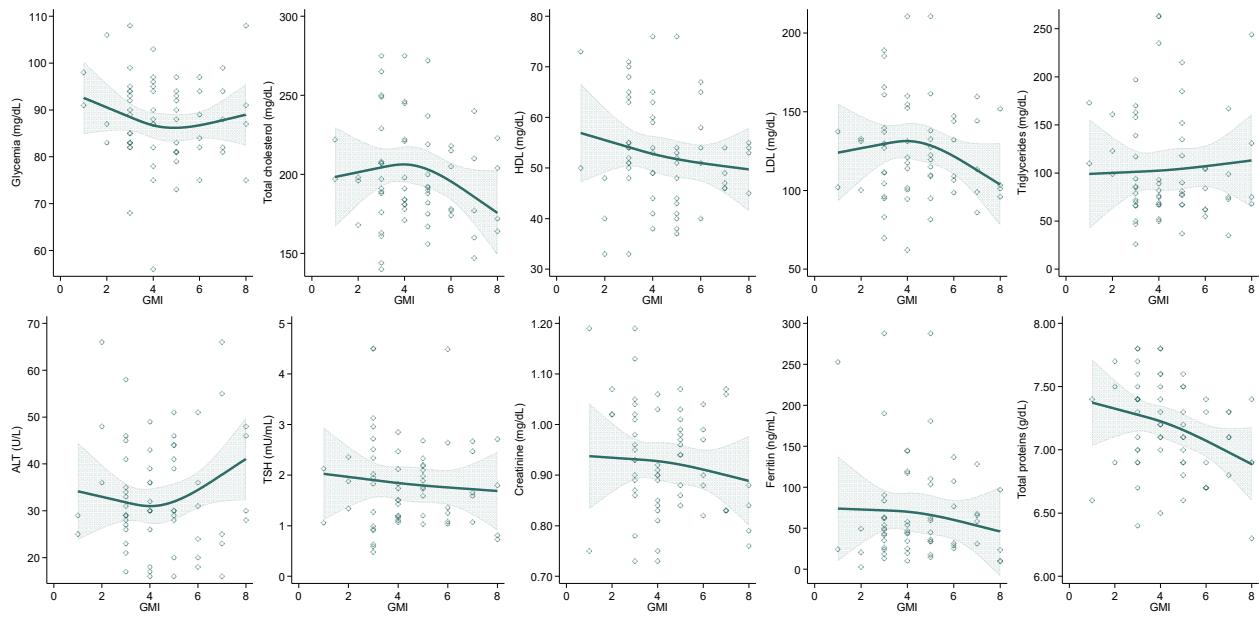 Glycemia (mg/dL)
110
100
90
80
70
60
0 2 4 6 8
GMI
Total cholesterol (mg/dL)
300
250
200
150
0 2 4 6 8
GMI
HDL (mg/dL)
80
70
60
50
40
30
0 2 4 6 8
GMI
LDL (mg/dL)
200
150
100
50
0 2 4 6 8
GMI
Triglycerides (mg/dL)
250
200
150
100
50
0
0 2 4 6 8
GMI
ALT (U/L)
70
60
50
40
30
20
0 2 4 6 8
GMI
TSH (mU/mL)
5
4
3
2
1
0
0 2 4 6 8
GMI
Creatinine (mg/dL)
1.20
1.10
1.00
0.90
0.80
0.70
0 2 4 6 8
GMI
Ferritin (ng/mL)
300
250
200
150
100
50
0
0 2 4 6 8
GMI
Total proteins (g/dL)
8.00
7.50
7.00
6.50
6.00
0 2 4 6 8
GMI